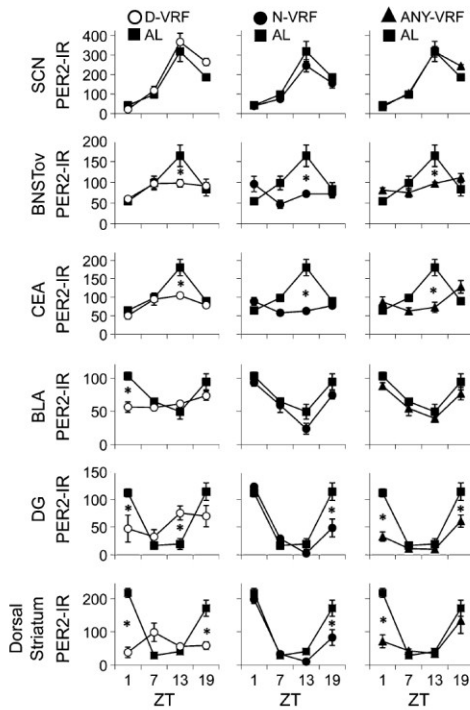 D-VRF
AL
N-VRF
AL
ANY-VRF
AL
SCN
PER2-IR
400
300
200
100
0
BNSTov
PER2-IR
200
150
100
50
0
*
*
*
CEA
PER2-IR
200
150
100
50
0
*
*
*
BLA
PER2-IR
100
50
0
*
DG
PER2-IR
150
100
50
0
*
*
*
*
*
Dorsal
Striatum
PER2-IR
200
100
0
*
*
*
*
1 7 13 19
1 7 13 19
1 7 13 19
ZT
ZT
ZT